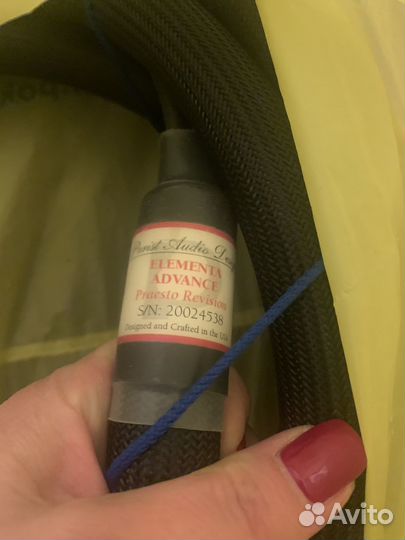 Purist Audio Design
ELEMENTA
ADVANCE
Praesto Revision
S/N: 20024538
Designed and Crafted in the USA
Avito